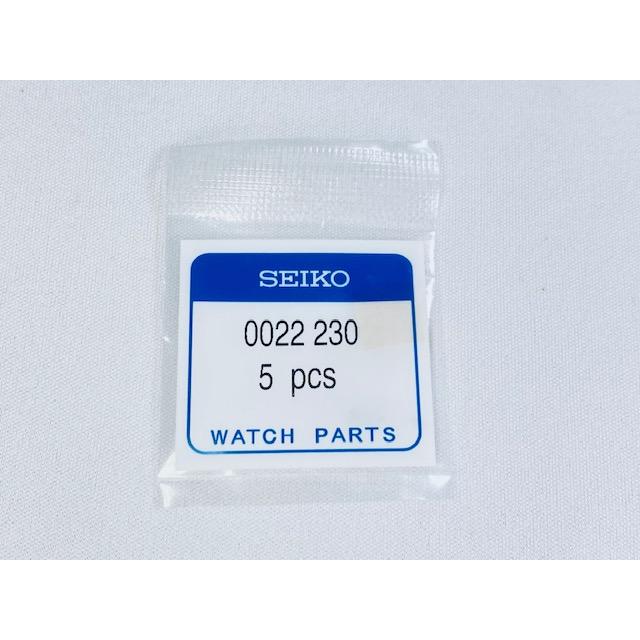 SEIKO
0022 230
5 pcs
WATCH PARTS